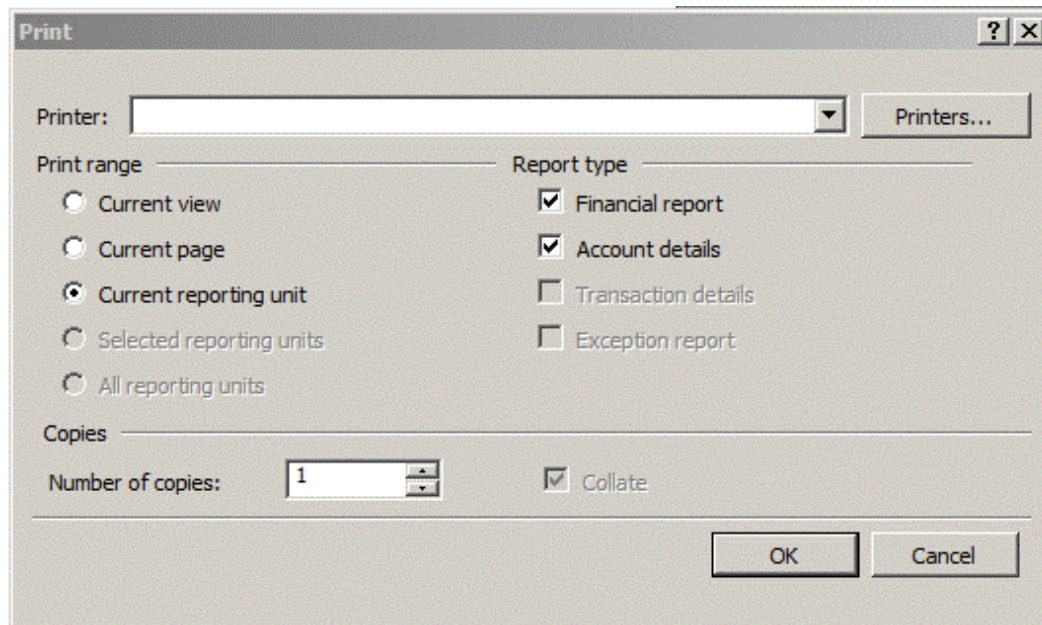 Print
Printer:
Printers...
Print range
Current view
Current page
Current reporting unit
Selected reporting units
All reporting units
Report type
Financial report
Account details
Transaction details
Exception report
Copies
Number of copies:
1
Collate
OK
Cancel